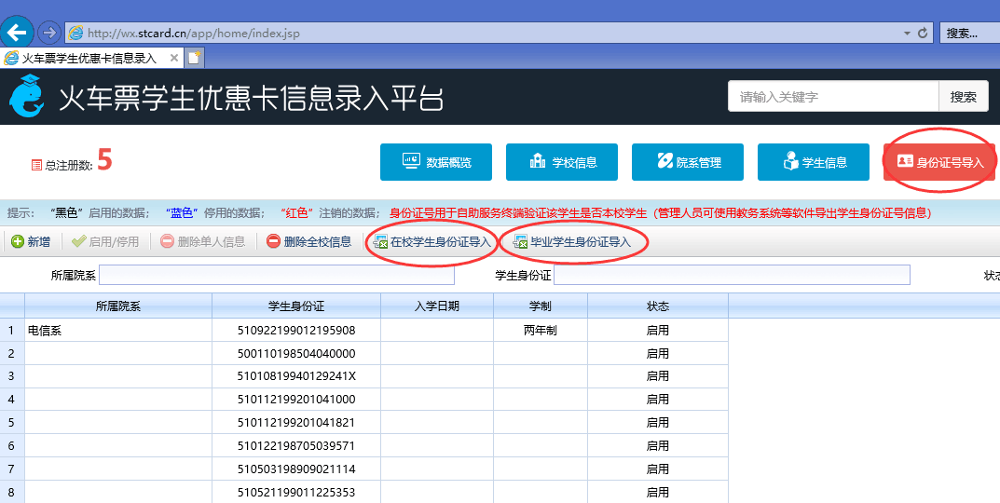 http://wx.stcard.cn/app/home/index.jsp
搜索...
火车票学生优惠卡信息录入
火车票学生优惠卡信息录入平台
请输入关键字
搜索
总注册数: 5
数据概览
学校信息
院系管理
学生信息
身份证号导入
提示： “黑色”启用的数据； “蓝色”停用的数据； “红色”注销的数据；身份证号用于自助服务终端验证该学生是否本校学生（管理人员可使用教务系统等软件导出学生身份证号信息）
新增 启用/停用 删除单人信息 删除全校信息 在校学生身份证导入 毕业学生身份证导入
所属院系 学生身份证 状态
所属院系 学生身份证 入学日期 学制 状态
1 电信系 510922199012195908 两年制 启用
2 500110198504040000 启用
3 51010819940129241X 启用
4 510112199201041000 启用
5 510112199201041821 启用
6 510122198705039571 启用
7 510503198909021114 启用
8 510521199011225353 启用